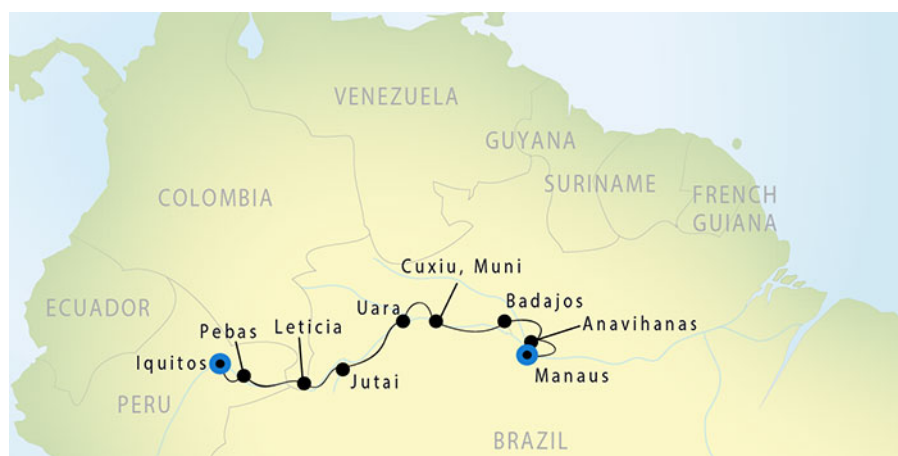 VENEZUELA
GUYANA
SURINAME
FRENCH
GUIANA
COLOMBIA
Cuxiu, Muni
ECUADOR
Uara
Badajos
Pebas
Leticia
Anavihanas
Iquitos
Jutai
Manaus
PERU
BRAZIL